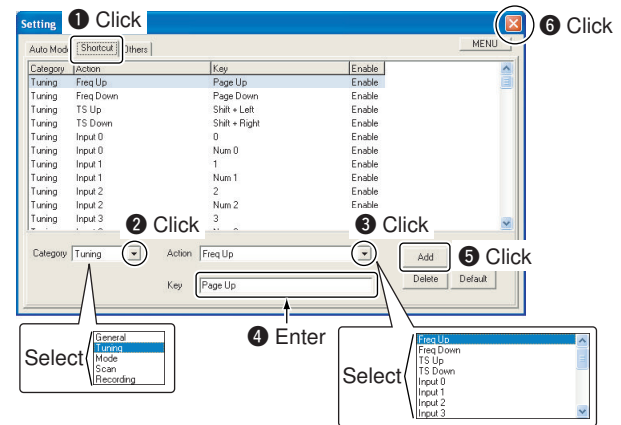 Setting ❶ Click
❻ Click
Auto Mode Shortcut Others MENU
Category Action Key Enable
Tuning Freq Up Page Up Enable
Tuning Freq Down Page Down Enable
Tuning TS Up Shift + Left Enable
Tuning TS Down Shift + Right Enable
Tuning Input 0 0 Enable
Tuning Input 0 Num 0 Enable
Tuning Input 1 1 Enable
Tuning Input 1 Num 1 Enable
Tuning Input 2 2 Enable
Tuning Input 2 Num 2 Enable
Tuning Input 3 3 Enable
❷ Click ❸ Click
Category Tuning Action Freq Up Add ❺ Click
Key Page Up Delete Default
❹ Enter
Select
General
Tuning
Mode
Scan
Recording
Select
Freq Up
Freq Down
TS Up
TS Down
Input 0
Input 1
Input 2
Input 3